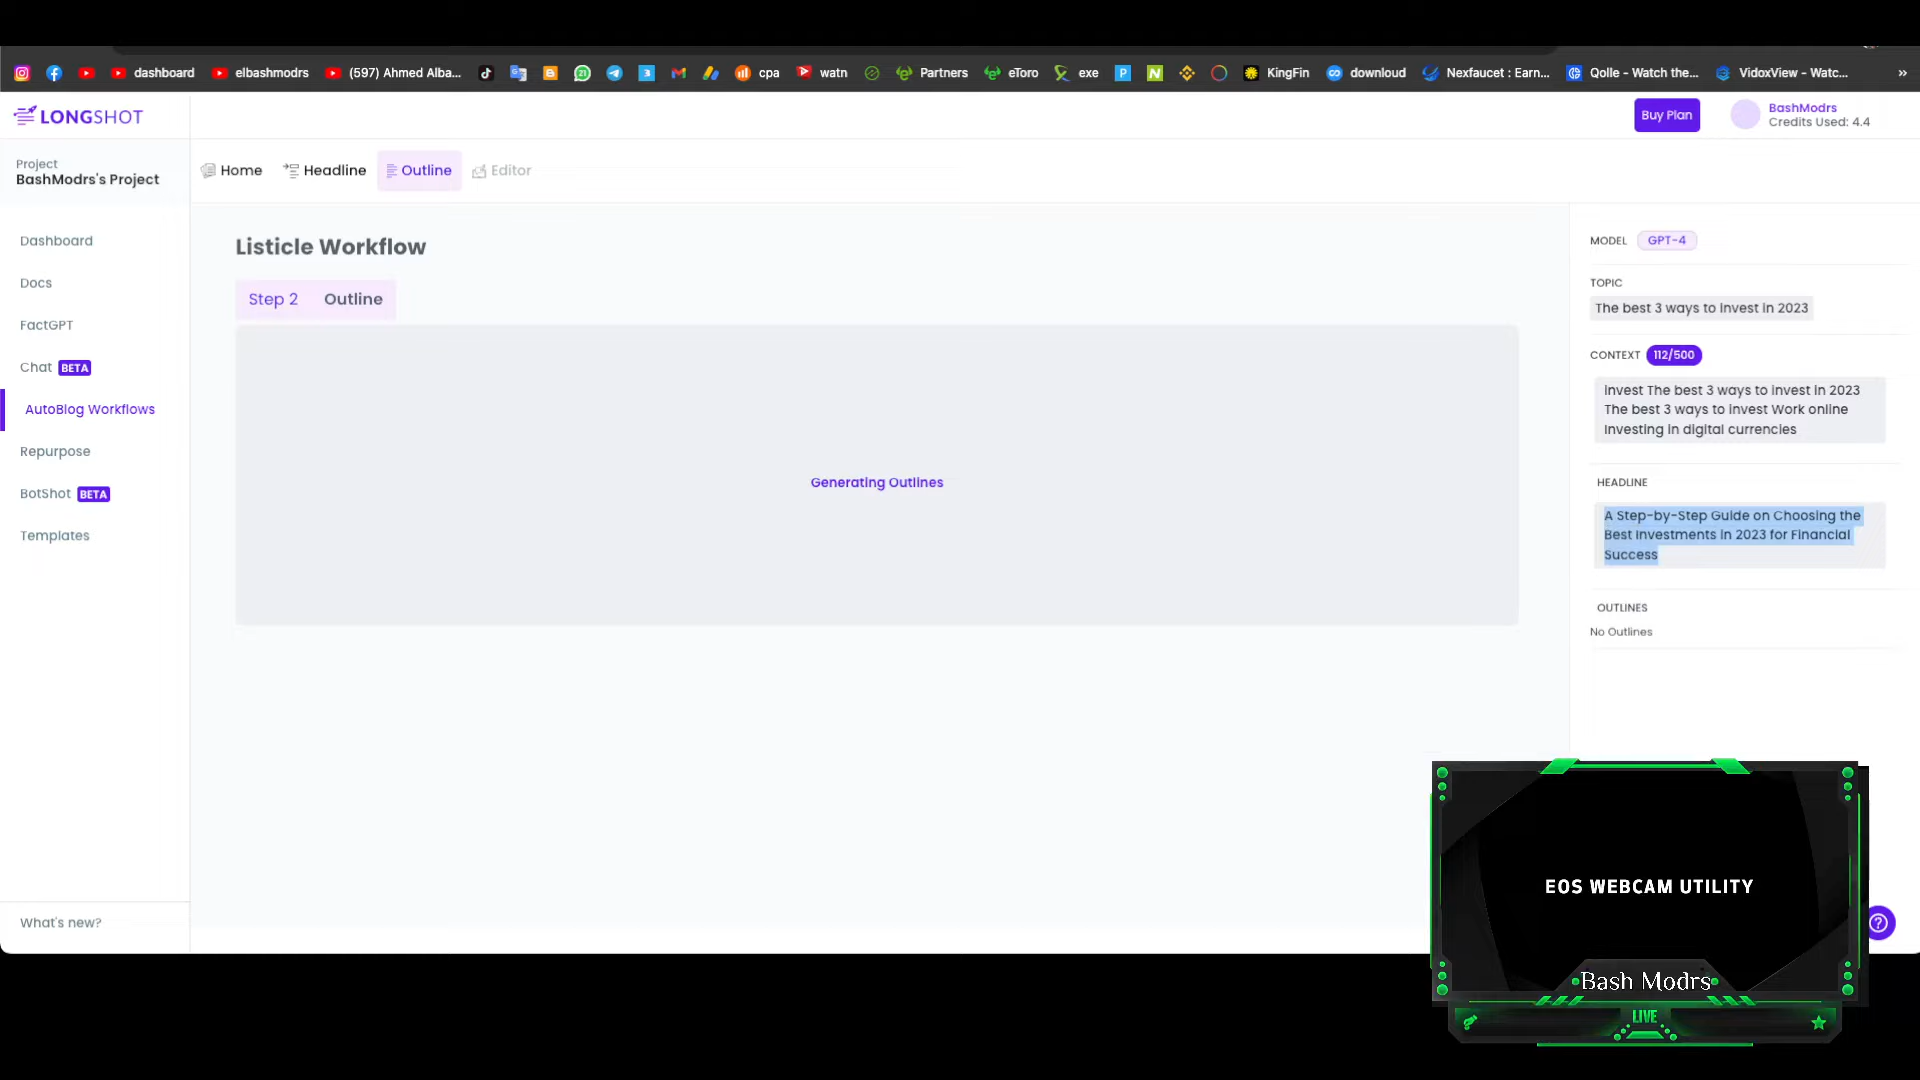 dashboard elbashmodrs (597) Ahmed Alba... cpa watn Partners eToro exe KingFin downloud Nexfaucet : Earn... Qolle - Watch the... VidoxView - Watc... »
LONGSHOT
Buy Plan
BashModrs
Credits Used: 4.4
Project
BashModrs's Project
Home Headline Outline Editor
Dashboard
Docs
FactGPT
Chat BETA
AutoBlog Workflows
Repurpose
BotShot BETA
Templates
What's new?
Listicle Workflow
Step 2 Outline
Generating Outlines
MODEL GPT-4
TOPIC
The best 3 ways to invest in 2023
CONTEXT 112/500
invest The best 3 ways to invest in 2023
The best 3 ways to invest Work online
Investing in digital currencies
HEADLINE
A Step-by-Step Guide on Choosing the
Best Investments in 2023 for Financial
Success
OUTLINES
No Outlines
EOS WEBCAM UTILITY
Bash Modrs
LIVE